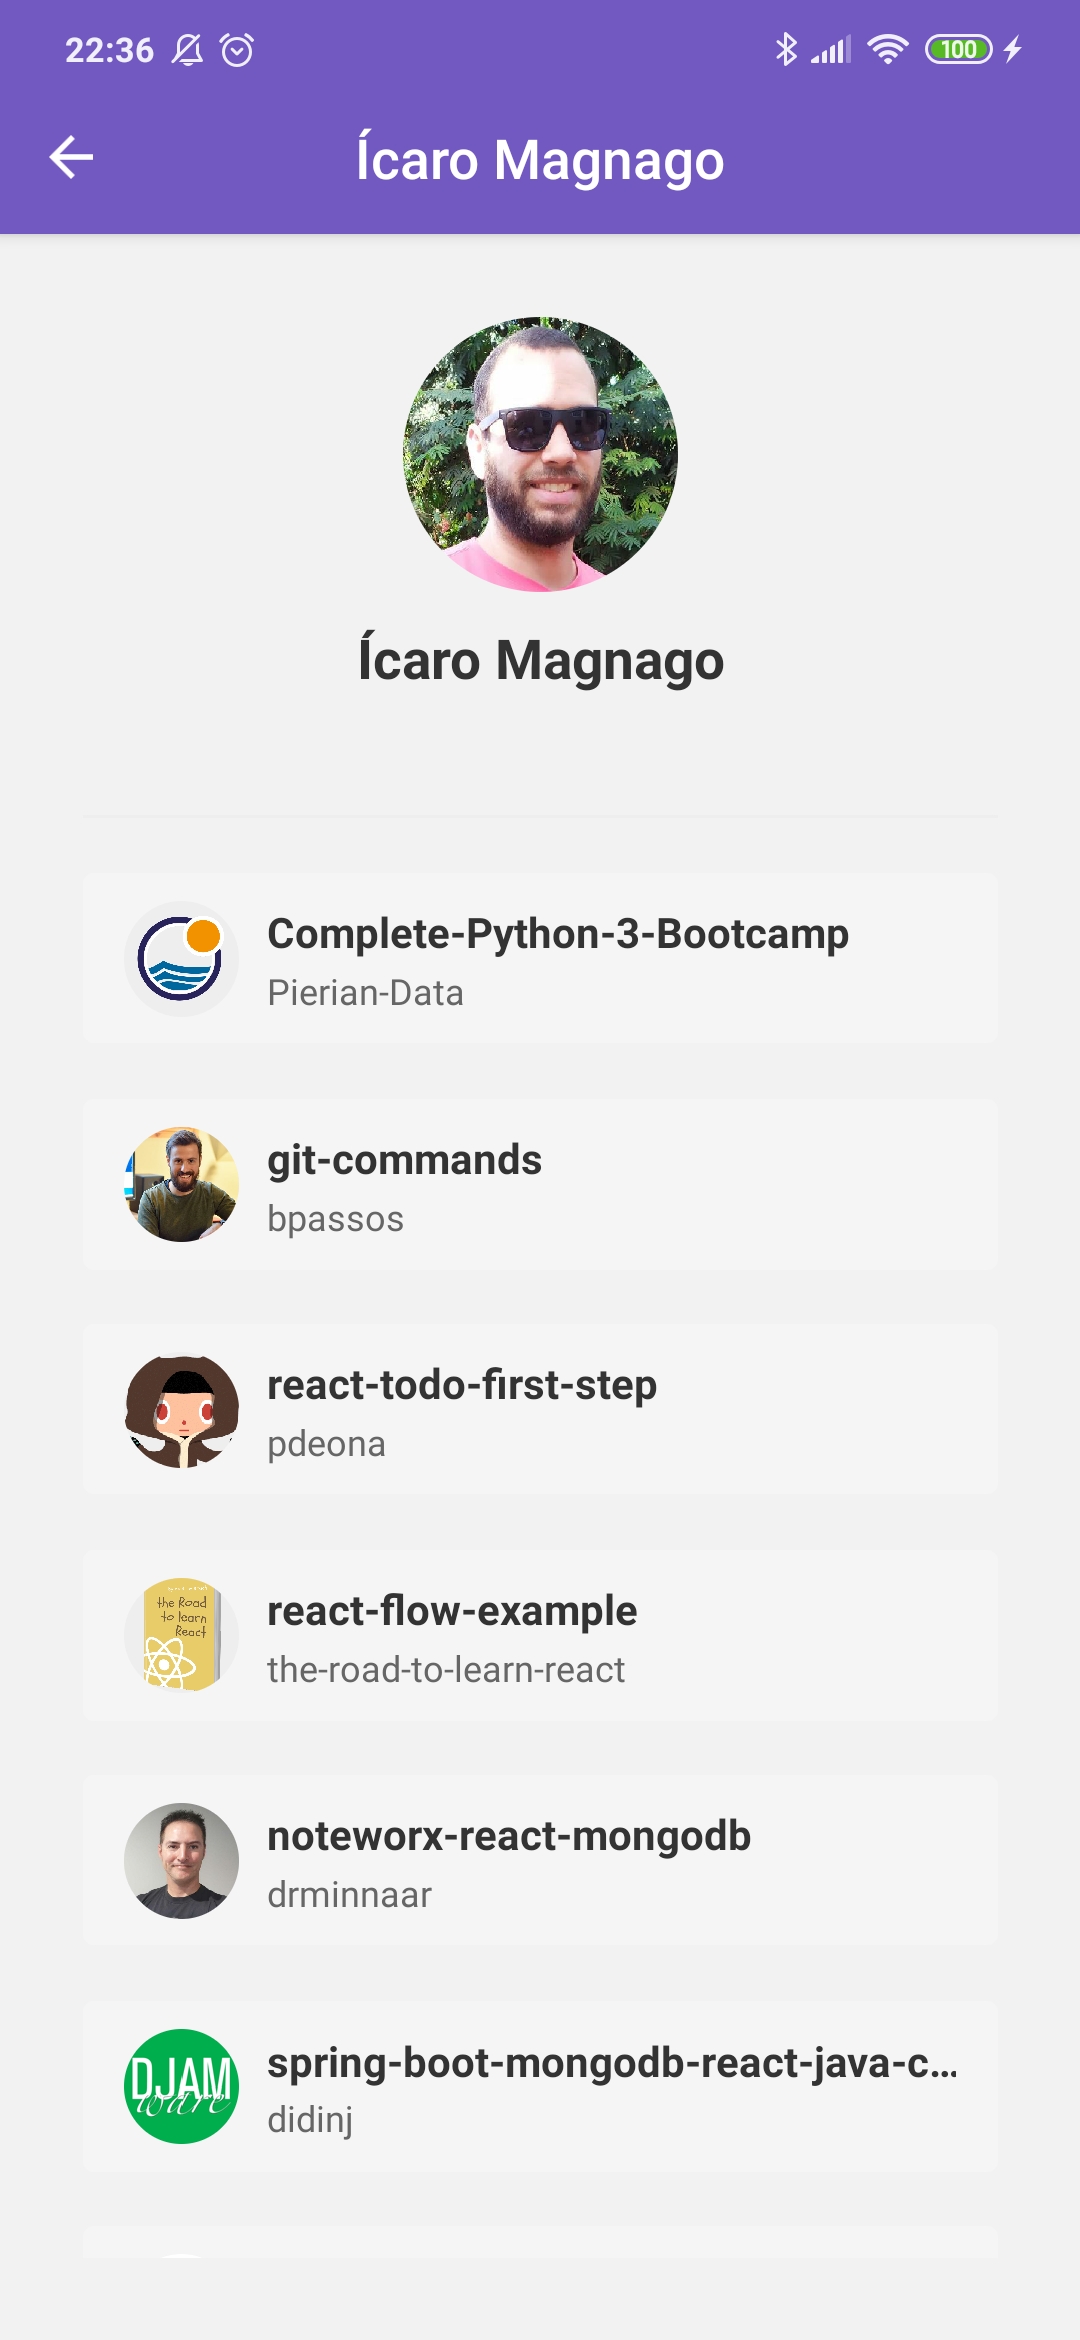 22:36
100
Ícaro Magnago
Ícaro Magnago
Complete-Python-3-Bootcamp
Pierian-Data
git-commands
bpassos
react-todo-first-step
pdeona
the Road
to learn
React
react-flow-example
the-road-to-learn-react
noteworx-react-mongodb
drminnaar
DJAM
ware
spring-boot-mongodb-react-java-c...
didinj